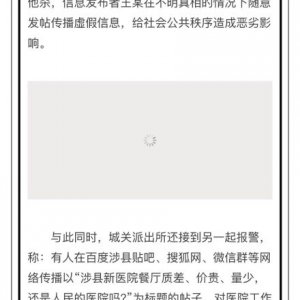 他杀，信息发布者王某在不明真相的情况下随意
发帖传播虚假信息，给社会公共秩序造成恶劣影
响。
与此同时，城关派出所还接到另一起报警，
称：有人在百度涉县贴吧、搜狐网、微信群等网
络传播以“涉县新医院餐厅质差、价贵、量少，
还是人民的医院吗?”为标题的帖子，对医院工作